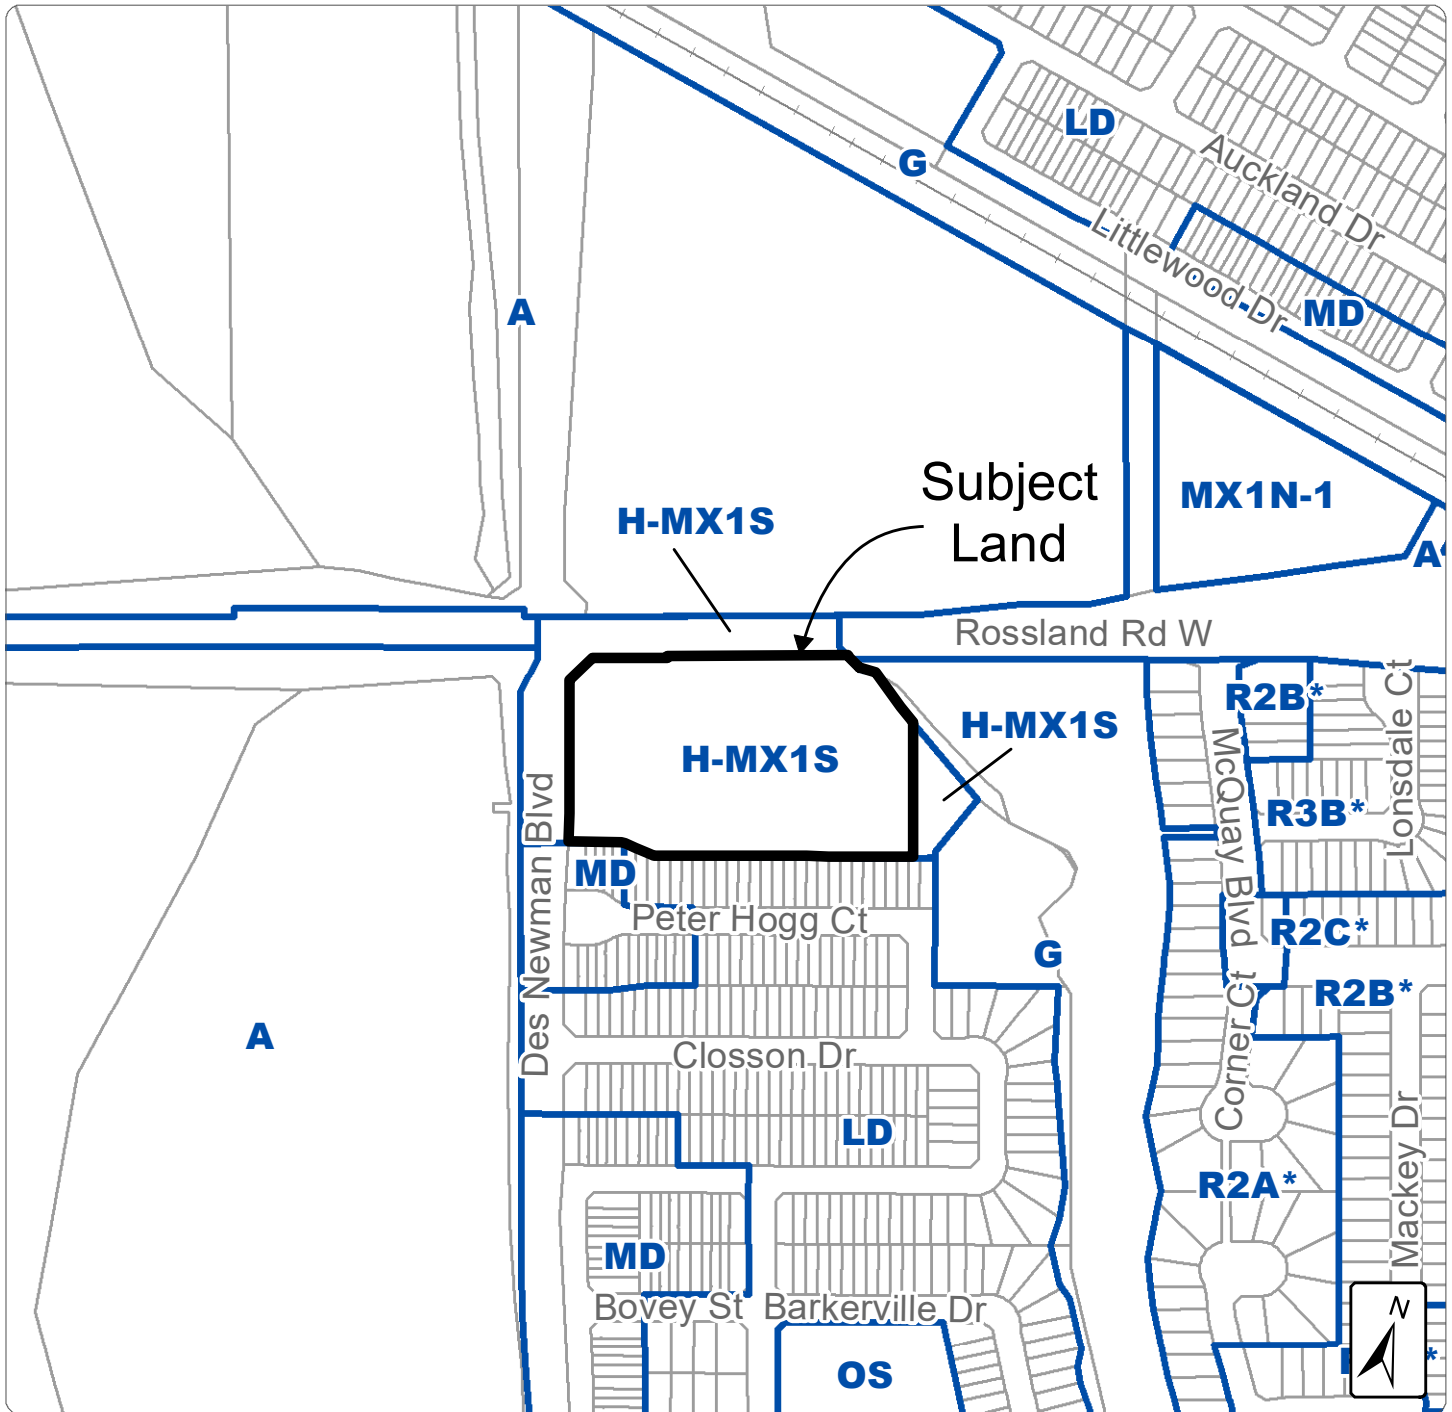 LD
Auckland Dr
G
Littlewood Dr
MD
A
Subject
Land
MX1N-1
H-MX1S
A
Rossland Rd W
R2B*
H-MX1S
H-MX1S
McQuay Blvd
Lonsdale Ct
R3B*
Des Newman Blvd
MD
Peter Hogg Ct
R2C*
G
R2B*
A
Closson Dr
Corner Ct
LD
Mackey Dr
R2A*
MD
Bovey St
Barkerville Dr
N
OS
*